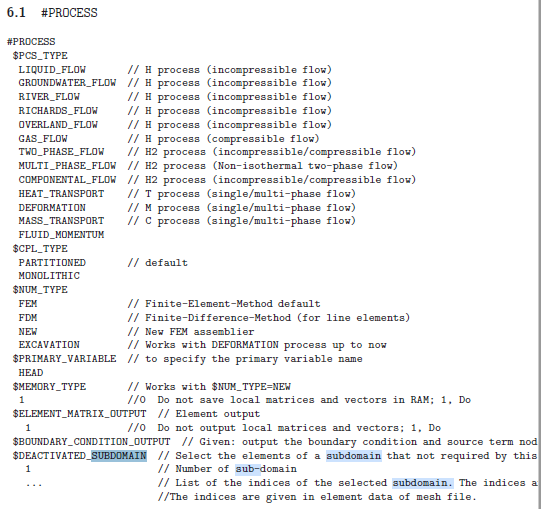 6.1 #PROCESS
#PROCESS
$PCS_TYPE
LIQUID_FLOW // H process (incompressible flow)
GROUNDWATER_FLOW // H process (incompressible flow)
RIVER_FLOW // H process (incompressible flow)
RICHARDS_FLOW // H process (incompressible flow)
OVERLAND_FLOW // H process (incompressible flow)
GAS_FLOW // H process (compressible flow)
TWO_PHASE_FLOW // H2 process (incompressible/compressible flow)
MULTI_PHASE_FLOW // H2 process (Non-isothermal two-phase flow)
COMPONENTAL_FLOW // H2 process (incompressible/compressible flow)
HEAT_TRANSPORT // T process (single/multi-phase flow)
DEFORMATION // M process (single/multi-phase flow)
MASS_TRANSPORT // C process (single/multi-phase flow)
FLUID_MOMENTUM
$CPL_TYPE
PARTITIONED // default
MONOLITHIC
$NUM_TYPE
FEM // Finite-Element-Method default
FDM // Finite-Difference-Method (for line elements)
NEW // New FEM assemblier
EXCAVATION // Works with DEFORMATION process up to now
$PRIMARY_VARIABLE // to specify the primary variable name
HEAD
$MEMORY_TYPE // Works with $NUM_TYPE=NEW
1 //0 Do not save local matrices and vectors in RAM; 1, Do
$ELEMENT_MATRIX_OUTPUT // Element output
1 //0 Do not output local matrices and vectors; 1, Do
$BOUNDARY_CONDITION_OUTPUT // Given: output the boundary condition and source term nod
$DEACTIVATED_SUBDOMAIN // Select the elements of a subdomain that not required by this
1 // Number of sub-domain
... // List of the indices of the selected subdomain. The indices a
//The indices are given in element data of mesh file.